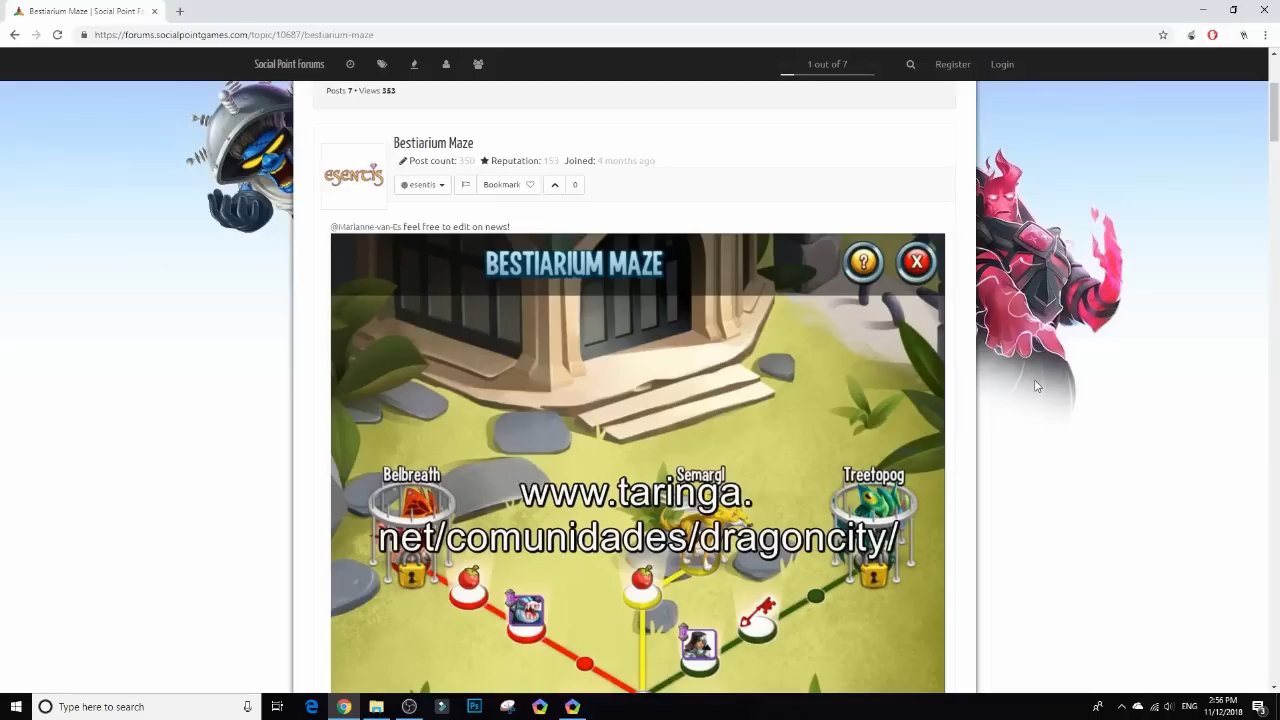 Bestiarium Maze | Social Point F
https://forums.socialpointgames.com/topic/10687/bestiarium-maze
Social Point Forums
1 out of 7
Register
Login
Posts 7 • Views 353
Bestiarium Maze
Post count: 350 Reputation: 153 Joined: 4 months ago
esentis
esentis
Bookmark
0
@Marianne-van-Es feel free to edit on news!
BESTIARIUM MAZE
?
X
Belbreath
Semargl
Treetopog
www.taringa.
net/comunidades/dragoncity/
Type here to search
Ps
2:56 PM
11/12/2018